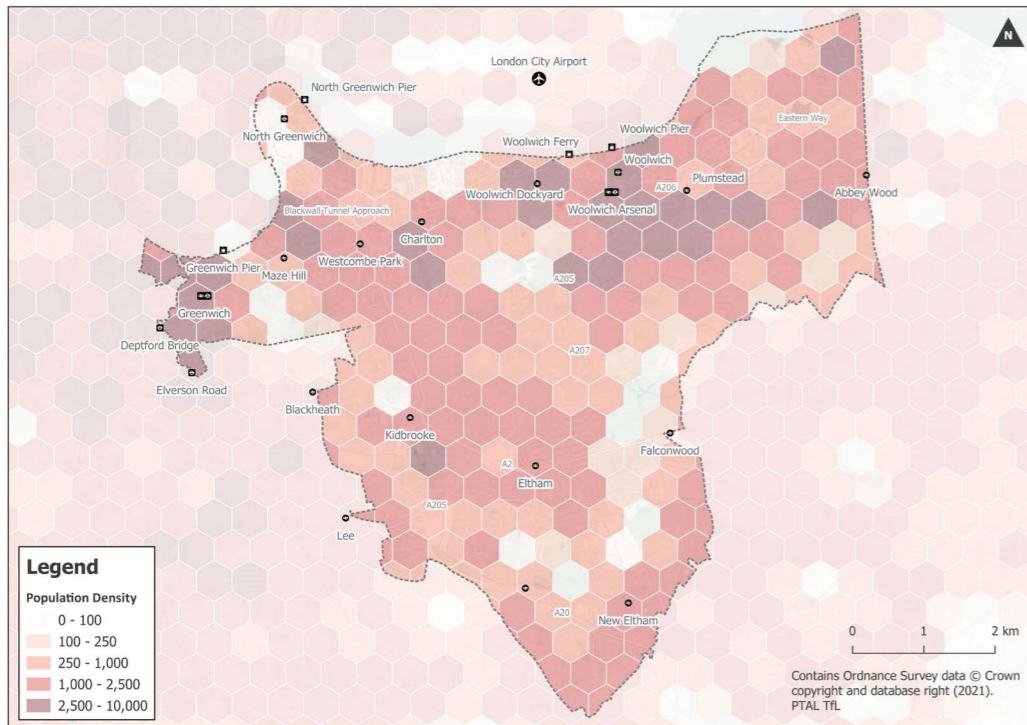 N
London City Airport
North Greenwich Pier
North Greenwich
Woolwich Ferry
Woolwich Pier
Woolwich
Eastern Way
Woolwich Dockyard
Woolwich Arsenal
A206
Plumstead
Abbey Wood
Blackwall Tunnel Approach
Charlton
Westcombe Park
Greenwich Pier
Maze Hill
A205
Greenwich
Deptford Bridge
A207
Elverson Road
Blackheath
Kidbrooke
Falconwood
A2
Eltham
A205
Lee
A20
New Eltham
Legend
Population Density
0 - 100
100 - 250
250 - 1,000
1,000 - 2,500
2,500 - 10,000
0 1 2 km
Contains Ordnance Survey data © Crown
copyright and database right (2021).
PTAL TfL